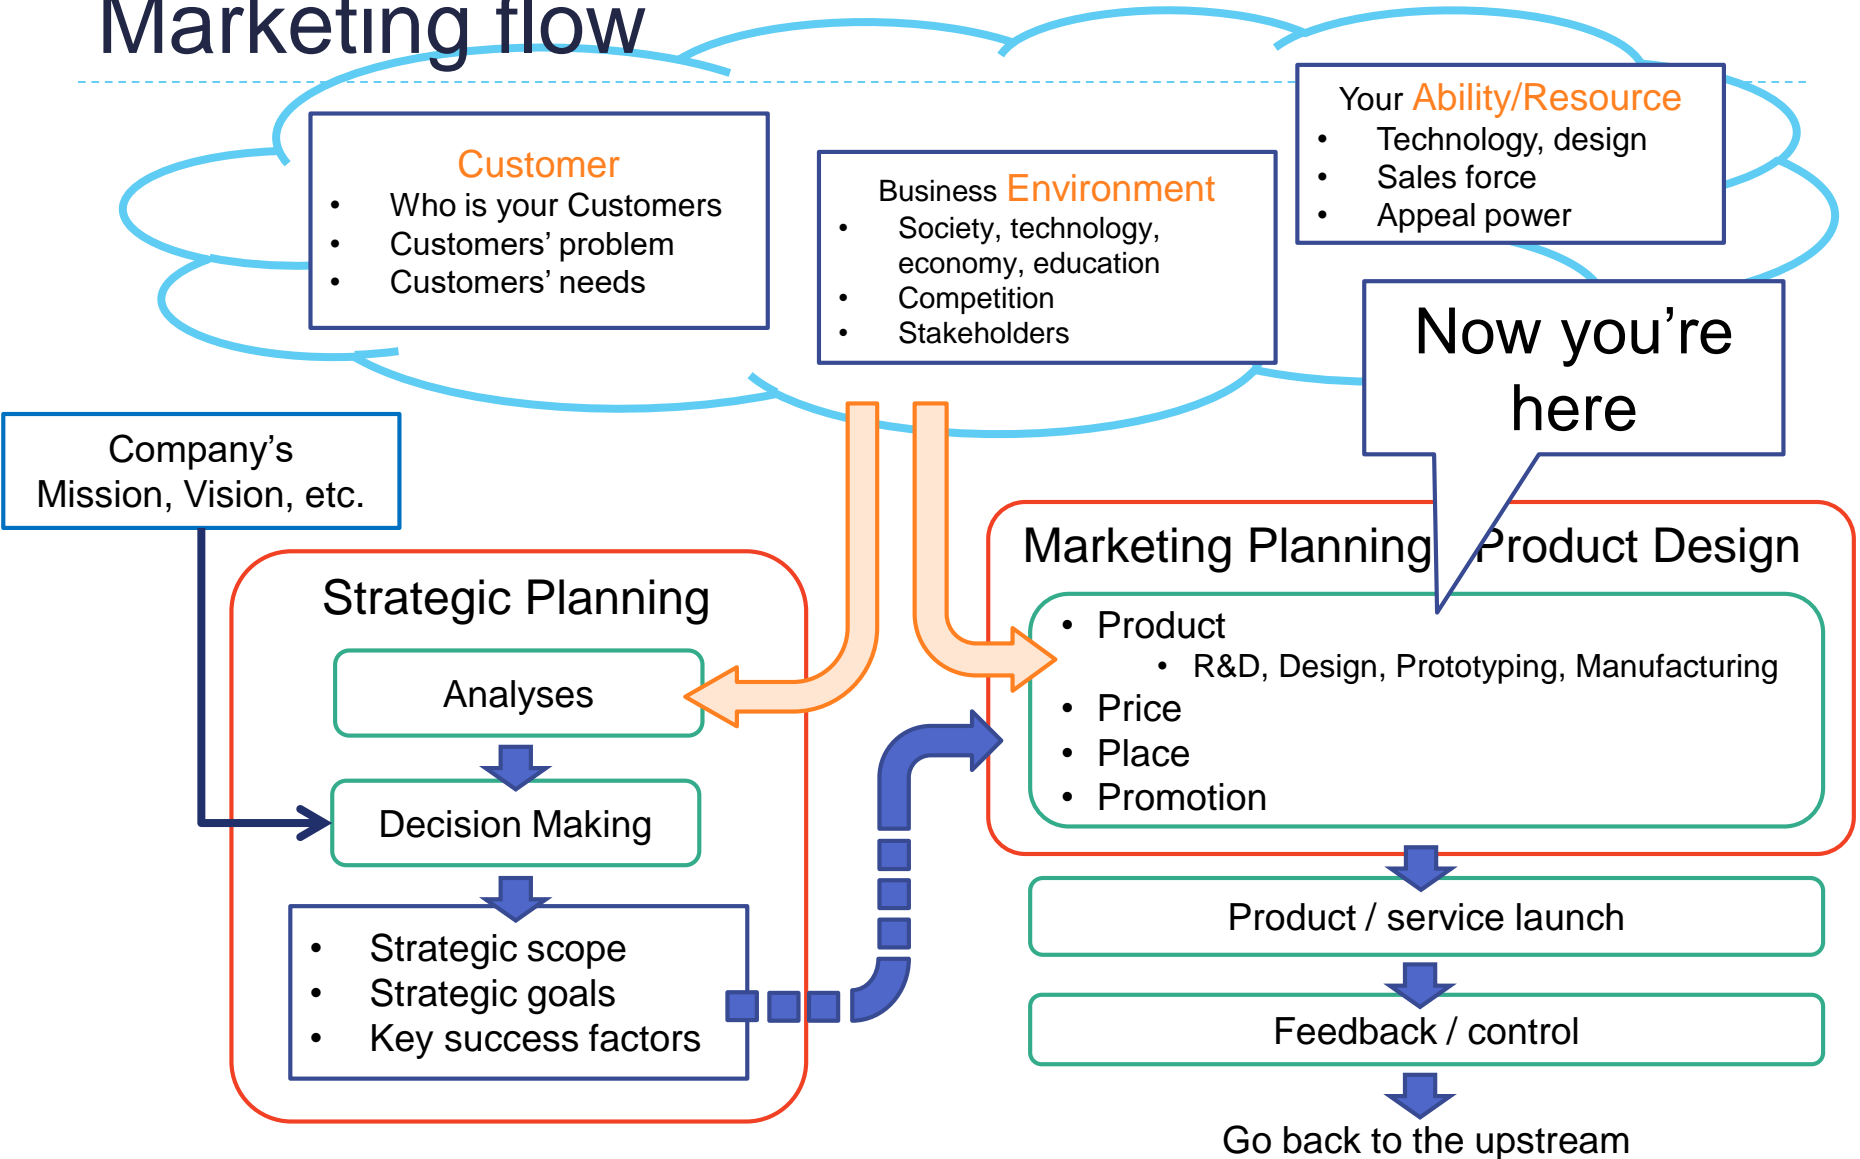 Marketing flow
Your Ability/Resource
• Technology, design
• Sales force
• Appeal power
Customer
• Who is your Customers
• Customers’ problem
• Customers’ needs
Business Environment
• Society, technology,
economy, education
• Competition
• Stakeholders
Now you’re
here
Company’s
Mission, Vision, etc.
Strategic Planning
Analyses
Decision Making
• Strategic scope
• Strategic goals
• Key success factors
Marketing Planning Product Design
• Product
• R&D, Design, Prototyping, Manufacturing
• Price
• Place
• Promotion
Product / service launch
Feedback / control
Go back to the upstream